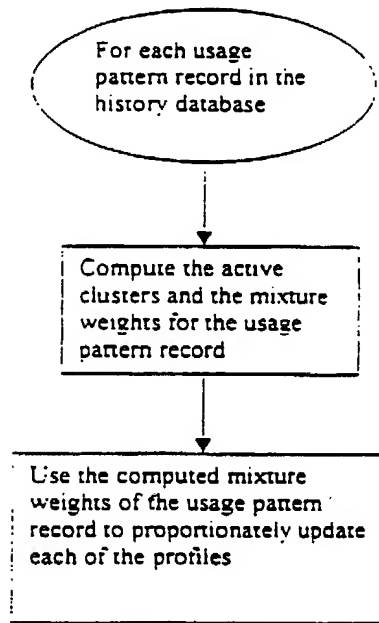 For each usage
pattern record in the
history database
Compute the active
clusters and the mixture
weights for the usage
pattern record
Use the computed mixture
weights of the usage pattern
record to proportionately update
each of the profiles